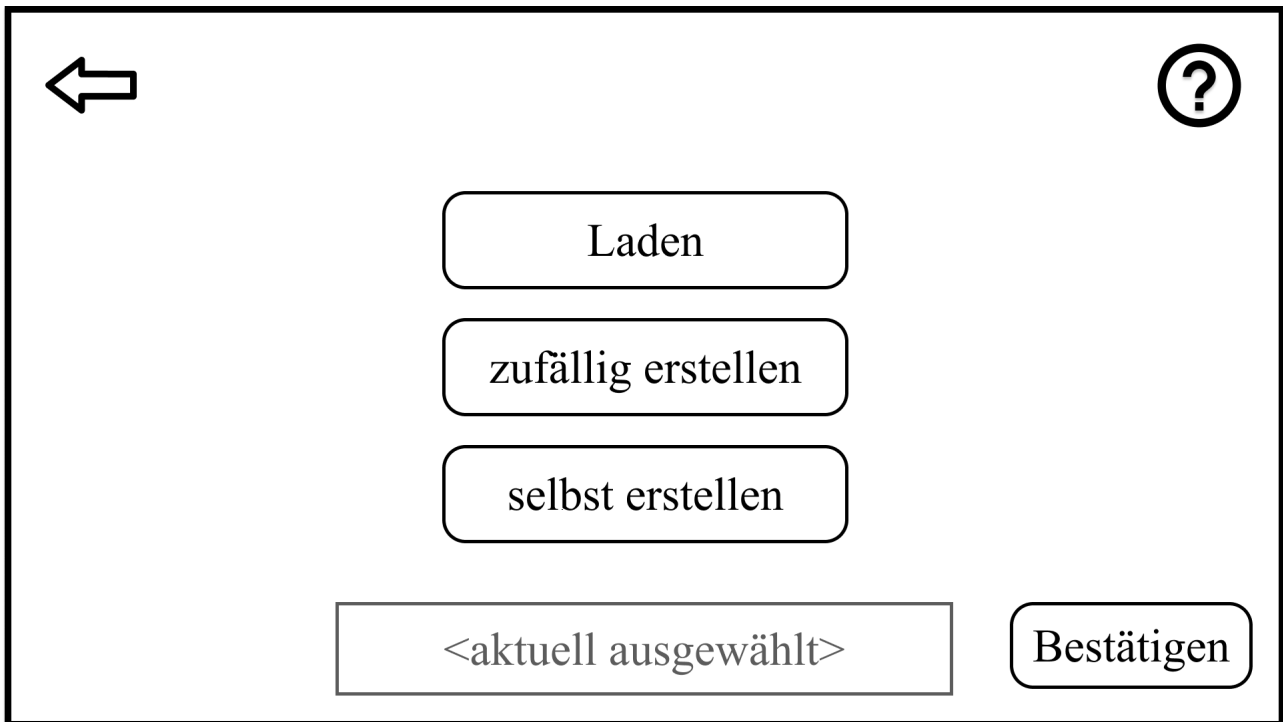 ?
Laden
zufällig erstellen
selbst erstellen
<aktuell ausgewählt>
Bestätigen